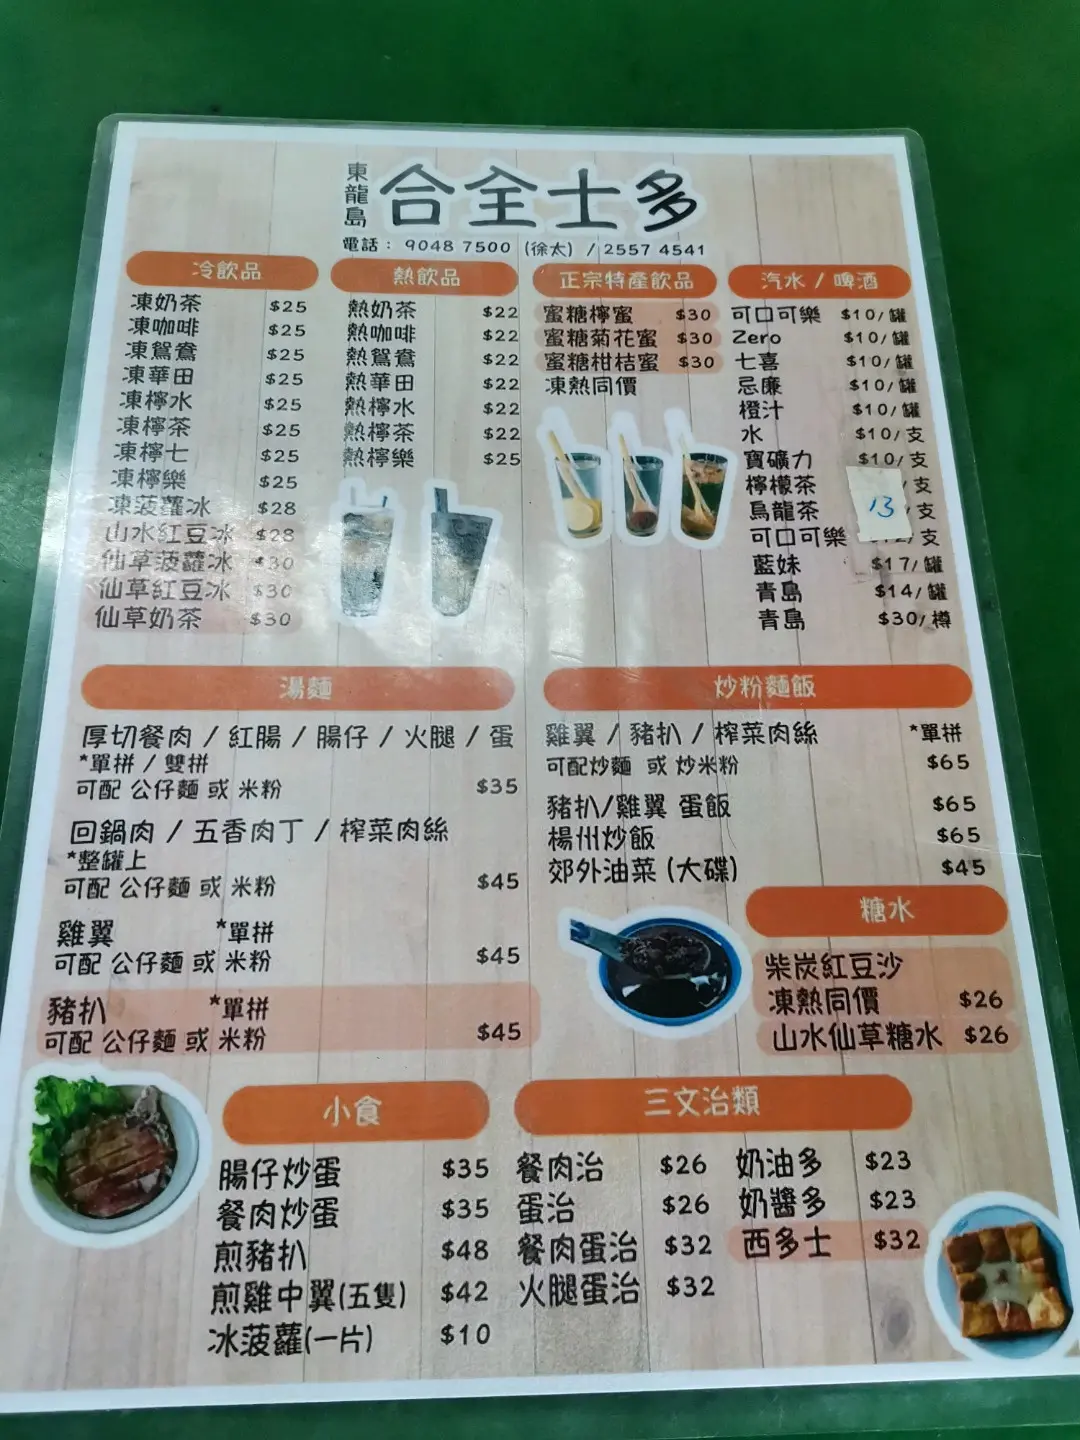 東龍島
合全士多
電話： 9048 7500 (徐太) / 2557 4541
冷飲品
凍奶茶 $25
凍咖啡 $25
凍鴛鴦 $25
凍華田 $25
凍檸水 $25
凍檸茶 $25
凍檸七 $25
凍檸樂 $25
凍菠蘿冰 $28
山水紅豆冰 $28
仙草菠蘿冰 $30
仙草紅豆冰 $30
仙草奶茶 $30
熱飲品
熱奶茶 $22
熱咖啡 $22
熱鴛鴦 $22
熱華田 $22
熱檸水 $22
熱檸茶 $22
熱檸樂 $25
正宗特產飲品
蜜糖檸蜜 $30
蜜糖菊花蜜 $30
蜜糖柑桔蜜 $30
凍熱同價
汽水 / 啤酒
可口可樂 $10/罐
Zero $10/罐
七喜 $10/罐
忌廉 $10/罐
橙汁 $10/罐
水 $10/支
寶礦力 $10/支
檸檬茶 /支
烏龍茶 13 /支
可口可樂 /支
藍妹 $17/罐
青島 $14/罐
青島 $30/樽
湯麵
厚切餐肉 / 紅腸 / 腸仔 / 火腿 / 蛋
*單拼 / 雙拼
可配 公仔麵 或 米粉 $35
回鍋肉 / 五香肉丁 / 榨菜肉絲
*整罐上
可配 公仔麵 或 米粉 $45
雞翼 *單拼
可配 公仔麵 或 米粉 $45
豬扒 *單拼
可配 公仔麵 或 米粉 $45
炒粉麵飯
雞翼 / 豬扒 / 榨菜肉絲 *單拼
可配炒麵 或 炒米粉 $65
豬扒/雞翼 蛋飯 $65
楊州炒飯 $65
郊外油菜 (大碟) $45
糖水
柴炭紅豆沙
凍熱同價 $26
山水仙草糖水 $26
小食
腸仔炒蛋 $35
餐肉炒蛋 $35
煎豬扒 $48
煎雞中翼(五隻) $42
冰菠蘿(一片) $10
三文治類
餐肉治 $26
蛋治 $26
餐肉蛋治 $32
火腿蛋治 $32
奶油多 $23
奶醬多 $23
西多士 $32